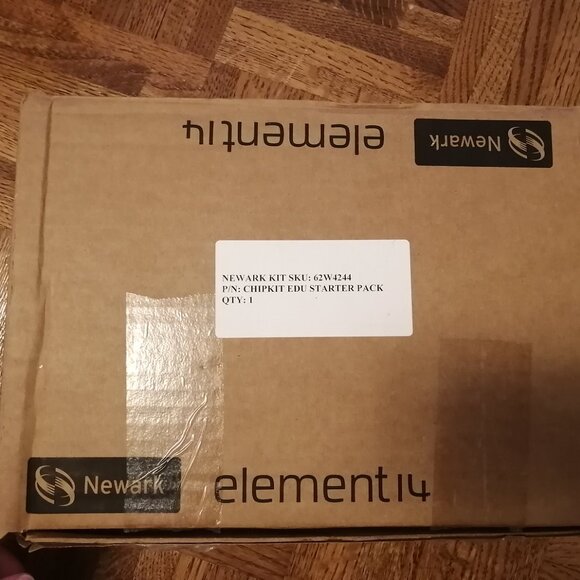 element14 Newark
NEWARK KIT SKU: 62W4244
P/N: CHIPKIT EDU STARTER PACK
QTY: 1
Newark element14